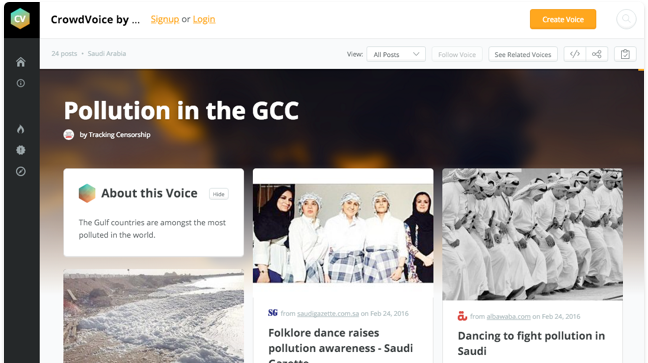 CV
CrowdVoice by ...
Signup or Login
Create Voice
24 posts • Saudi Arabia
View: All Posts
Follow Voice
See Related Voices
Pollution in the GCC
by Tracking Censorship
About this Voice
Hide
The Gulf countries are amongst the most
polluted in the world.
SG from saudigazette.com.sa on Feb 24, 2016
Folklore dance raises
pollution awareness - Saudi
Gazette
from albawaba.com on Feb 24, 2016
Dancing to fight pollution in
Saudi